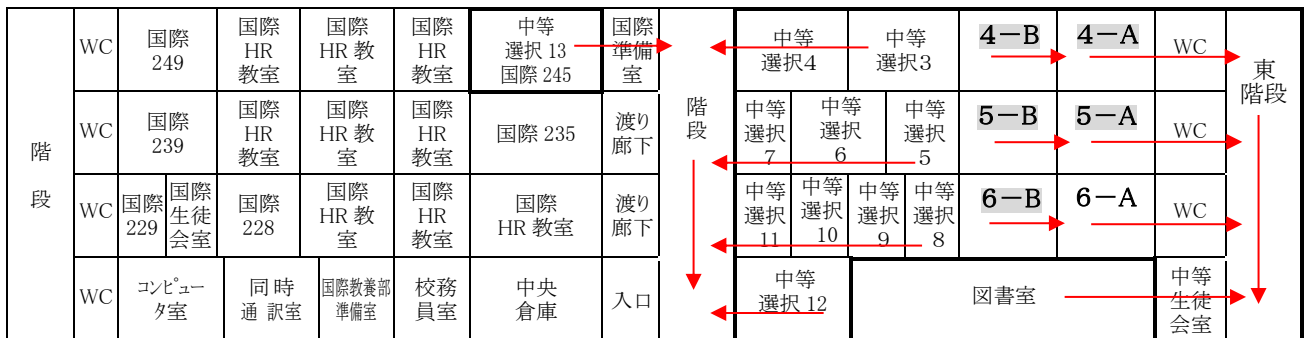 階
段
WC
国際
249
国際
HR
教室
国際
HR 教
室
国際
HR
教室
中等
選択 13
国際 245
国際
準備
室
階
段
中等
選択4
中等
選択3
4-B
4-A
WC
東
階段
WC
国際
239
国際
HR
教室
国際
HR 教
室
国際
HR
教室
国際 235
渡り
廊下
中等
選択
7
中等
選択
6
中等
選択
5
5-B
5-A
WC
WC
国際
229
国際
生徒
会室
国際
228
国際
HR 教
室
国際
HR
教室
国際
HR 教室
渡り
廊下
中等
選択
11
中等
選択
10
中等
選択
9
中等
選択
8
6-B
6-A
WC
WC
コンピュー
タ室
同時
通 訳室
国際教養部
準備室
校務
員室
中央
倉庫
入口
中等
選択 12
図書室
中等
生徒
会室